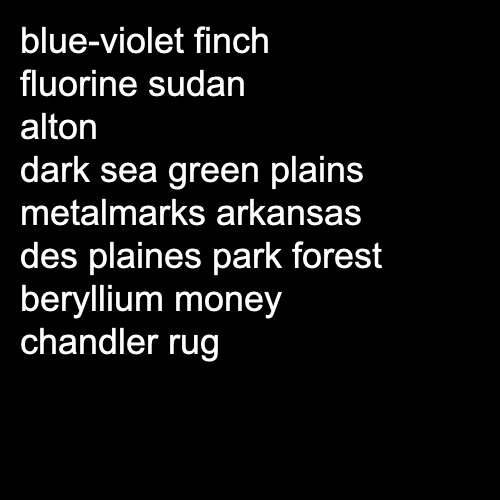 blue-violet finch
fluorine sudan
alton
dark sea green plains
metalmarks arkansas
des plaines park forest
beryllium money
chandler rug